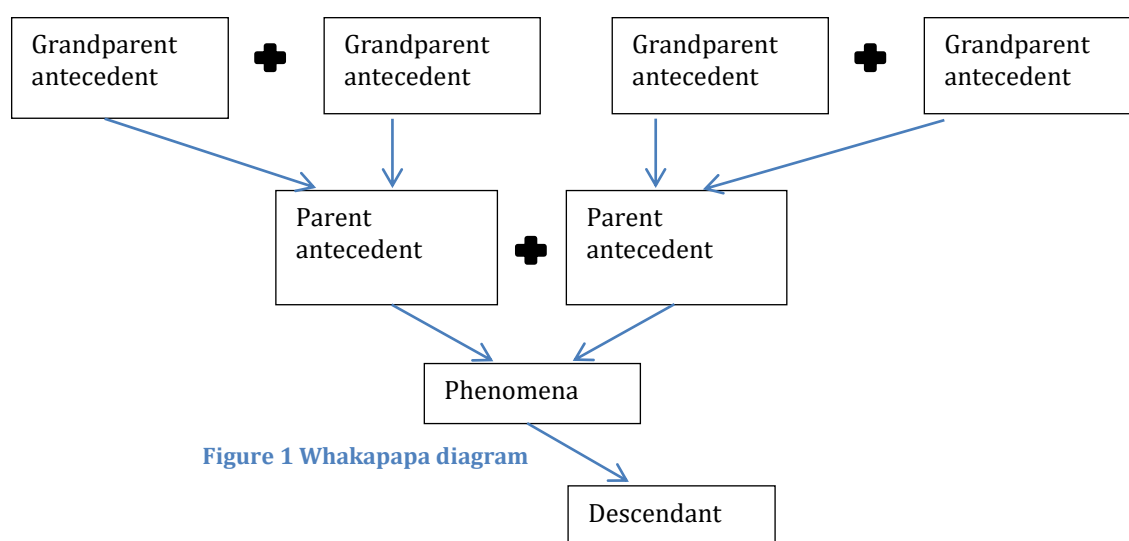 Grandparent
antecedent
Grandparent
antecedent
Grandparent
antecedent
Grandparent
antecedent
Parent
antecedent
Parent
antecedent
Phenomena
Figure 1 Whakapapa diagram
Descendant